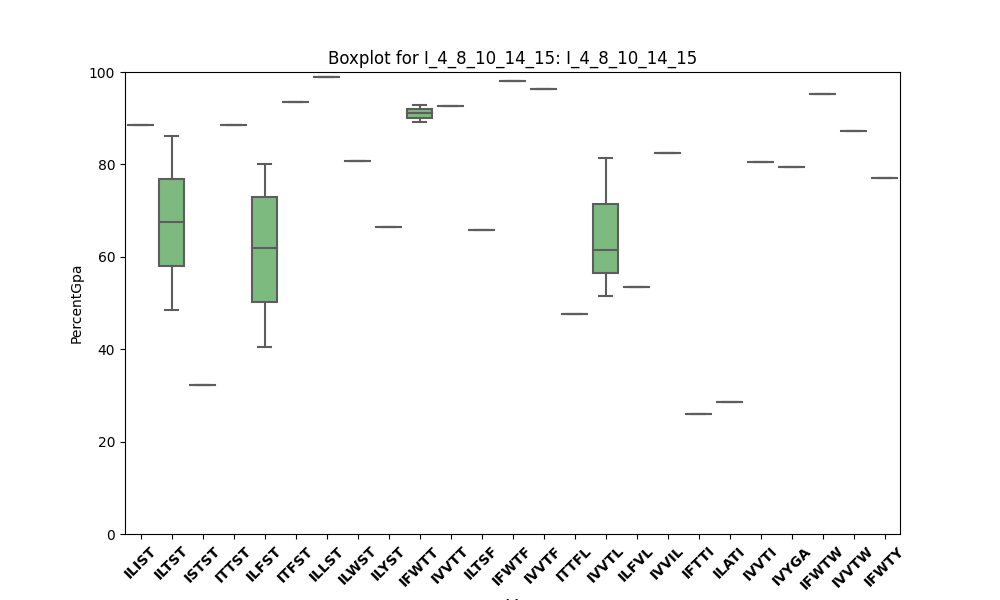 Boxplot for I_4_8_10_14_15: I_4_8_10_14_15
PercentGpa
100
80
60
40
20
0
ILIST
ILTST
ISTST
ITTST
ILFST
ITFST
ILLST
ILWST
ILYST
IFWTT
IVVTT
ILTSF
IFWTF
IVVTF
ITTFL
IVVTL
ILFVL
IVVIL
IFTTI
ILATI
IVVTI
IVYGA
IFWTW
IVVTW
IFWTY